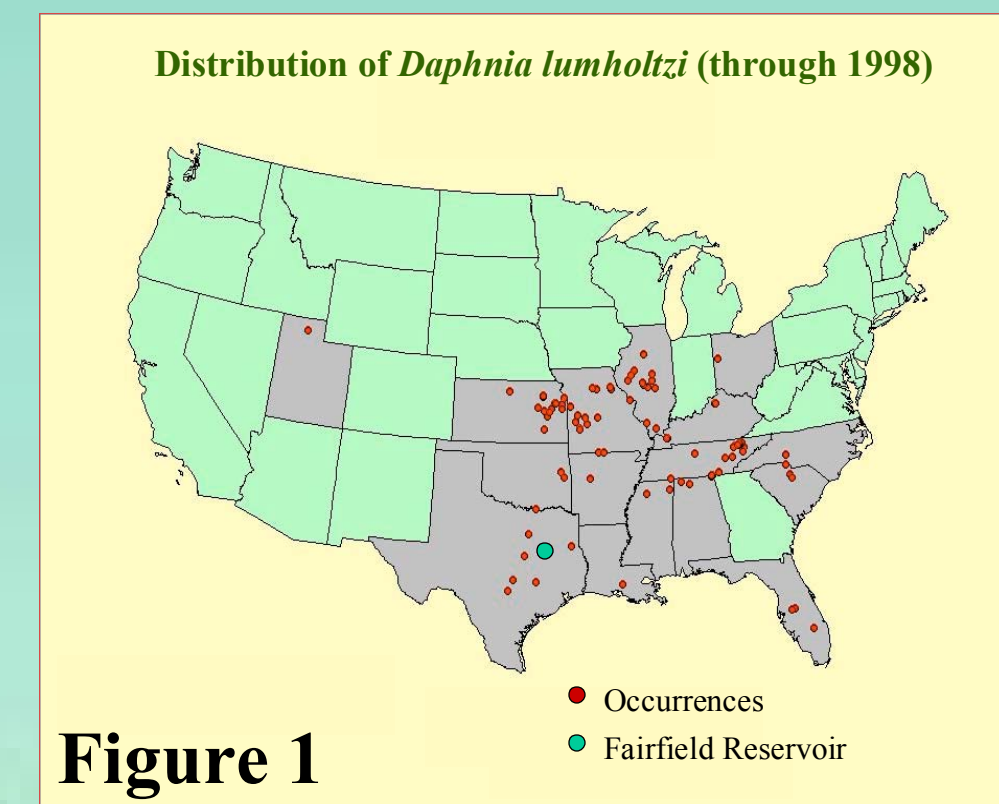 Distribution of Daphnia lumholtzi (through 1998)
Occurrences
Fairfield Reservoir
Figure 1